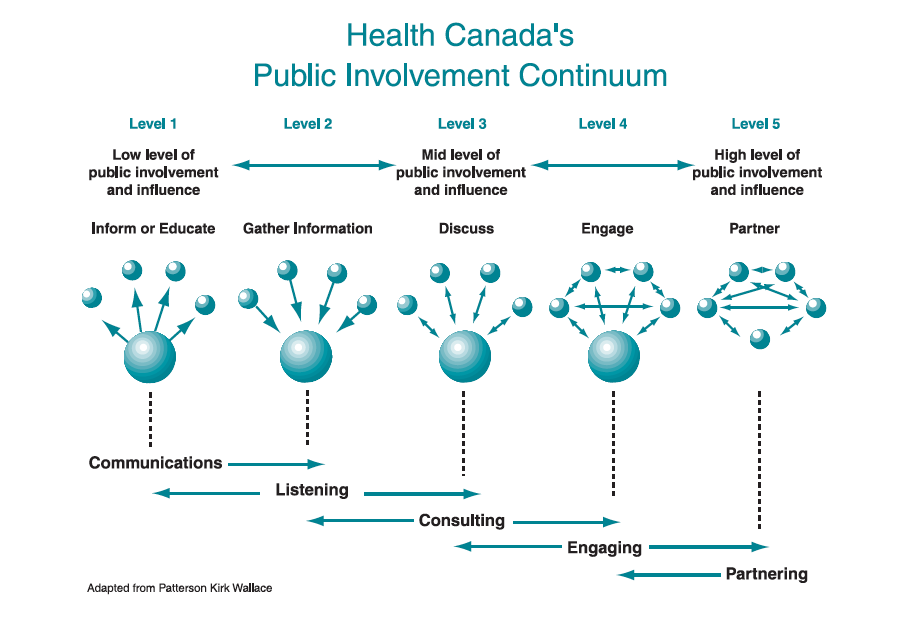 Health Canada's
Public Involvement Continuum
Level 1
Level 2
Level 3
Level 4
Level 5
Low level of
public involvement
and influence
Mid level of
public involvement
and influence
High level of
public involvement
and influence
Inform or Educate
Gather Information
Discuss
Engage
Partner
Communications
Listening
Consulting
Engaging
Partnering
Adapted from Patterson Kirk Wallace